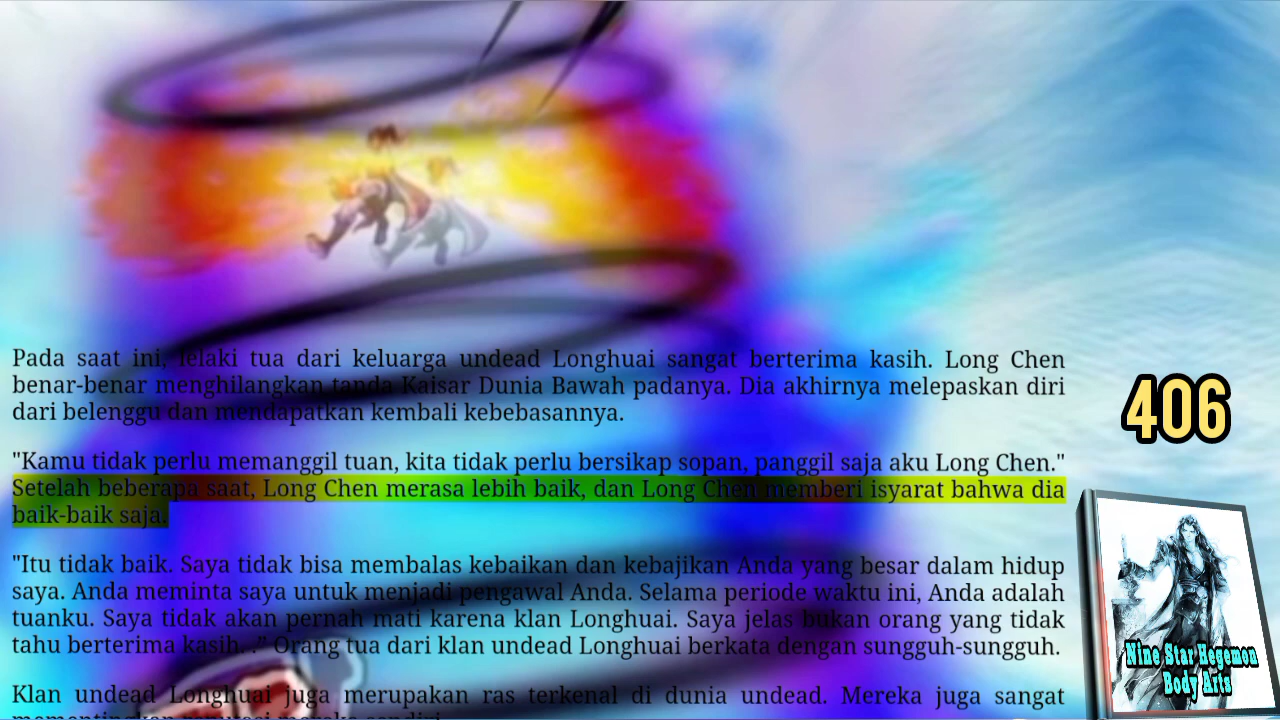 Pada saat ini, lelaki tua dari keluarga undead Longhuai sangat berterima kasih. Long Chen
benar-benar menghilangkan tanda Kaisar Dunia Bawah padanya. Dia akhirnya melepaskan diri
dari belenggu dan mendapatkan kembali kebebasannya.
"Kamu tidak perlu memanggil tuan, kita tidak perlu bersikap sopan, panggil saja aku Long Chen."
Setelah beberapa saat, Long Chen merasa lebih baik, dan Long Chen memberi isyarat bahwa dia
baik-baik saja.
"Itu tidak baik. Saya tidak bisa membalas kebaikan dan kebajikan Anda yang besar dalam hidup
saya. Anda meminta saya untuk menjadi pengawal Anda. Selama periode waktu ini, Anda adalah
tuanku. Saya tidak akan pernah mati karena klan Longhuai. Saya jelas bukan orang yang tidak
tahu berterima kasih. .” Orang tua dari klan undead Longhuai berkata dengan sungguh-sungguh.
Klan undead Longhuai juga merupakan ras terkenal di dunia undead. Mereka juga sangat
406
Nine Star Hegemon
Body Arts